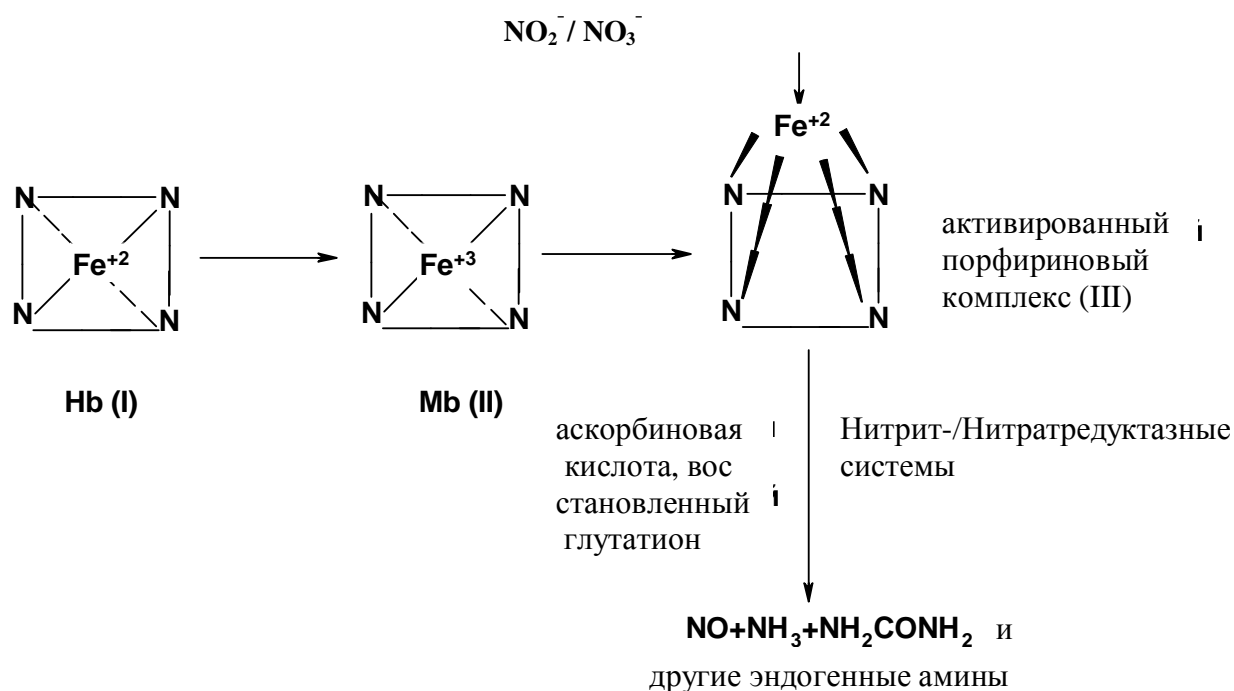 NO₂⁻ / NO₃⁻
Fe⁺²
N N N N N N
Fe⁺² Fe⁺³
N N N N N N
активированный
порфириновый
комплекс (III)
Hb (I)
Mb (II)
аскорбиновая
кислота, вос
становленный
глутатион
Нитрит-/Нитратредуктазные
системы
NO+NH₃+NH₂CONH₂ и
другие эндогенные амины